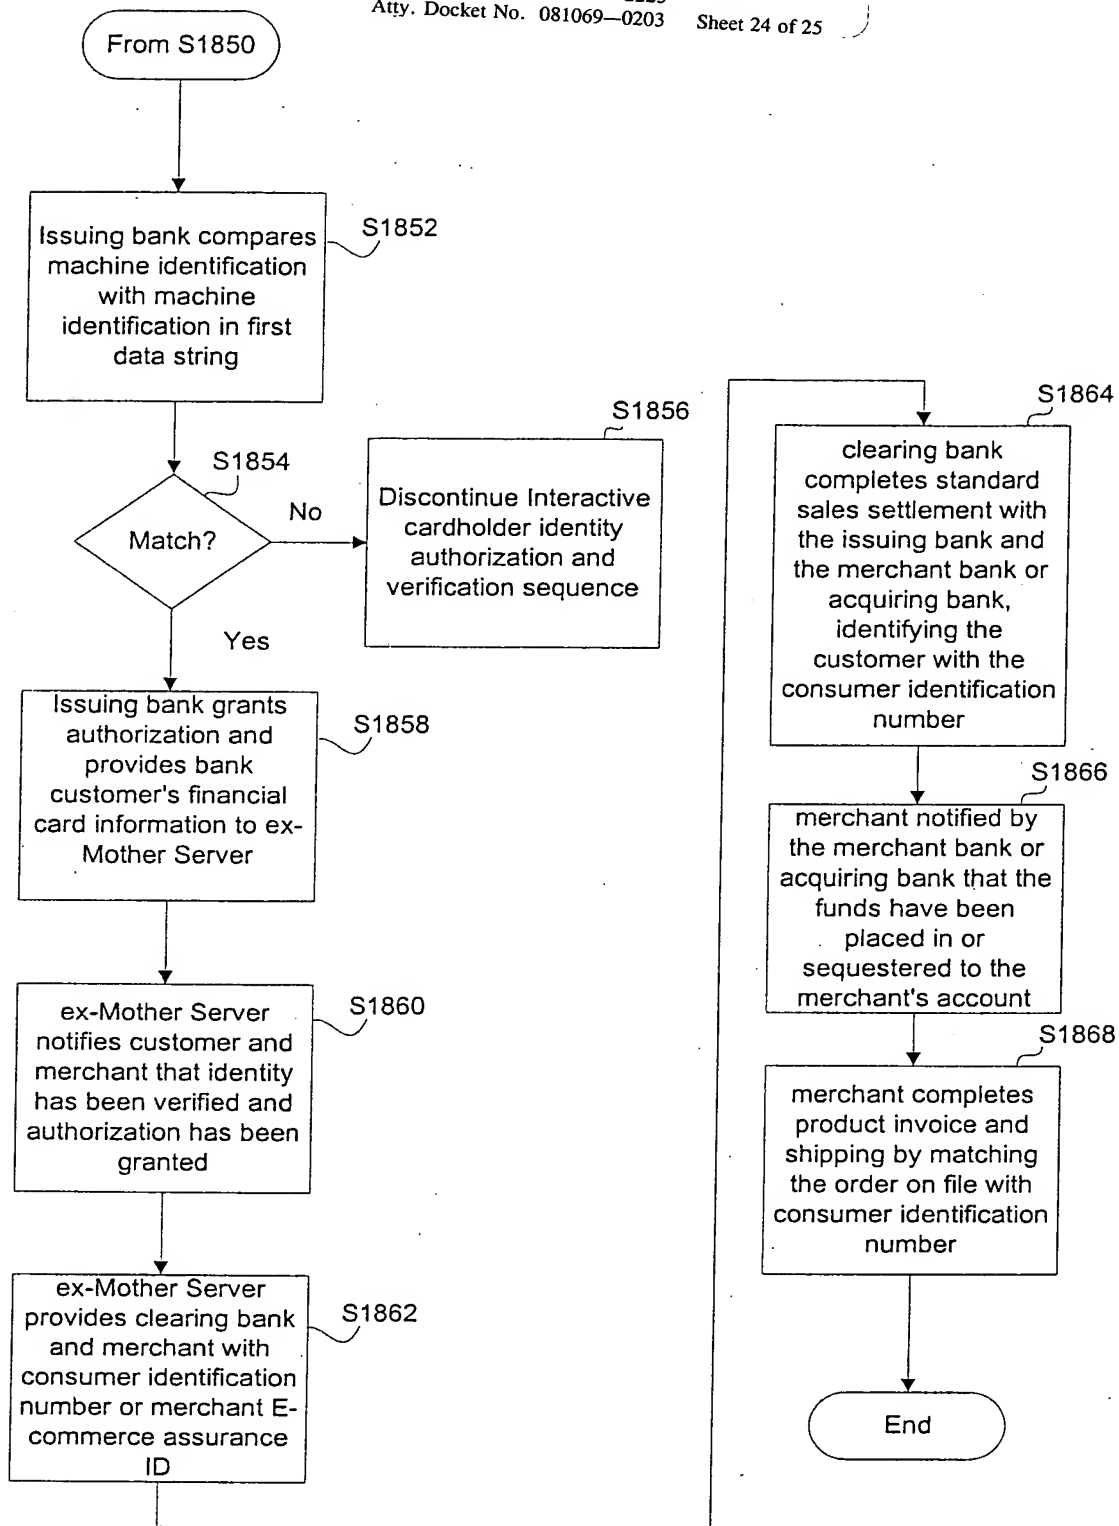 Atty. Docket No. 081069—0203 Sheet 24 of 25
From S1850
S1852
Issuing bank compares
machine identification
with machine
identification in first
data string
S1854
Match?
No
Yes
S1856
Discontinue Interactive
cardholder identity
authorization and
verification sequence
S1858
Issuing bank grants
authorization and
provides bank
customer's financial
card information to ex-
Mother Server
S1860
ex-Mother Server
notifies customer and
merchant that identity
has been verified and
authorization has been
granted
S1862
ex-Mother Server
provides clearing bank
and merchant with
consumer identification
number or merchant E-
commerce assurance
ID
S1864
clearing bank
completes standard
sales settlement with
the issuing bank and
the merchant bank or
acquiring bank,
identifying the
customer with the
consumer identification
number
S1866
merchant notified by
the merchant bank or
acquiring bank that the
funds have been
placed in or
sequestered to the
merchant's account
S1868
merchant completes
product invoice and
shipping by matching
the order on file with
consumer identification
number
End